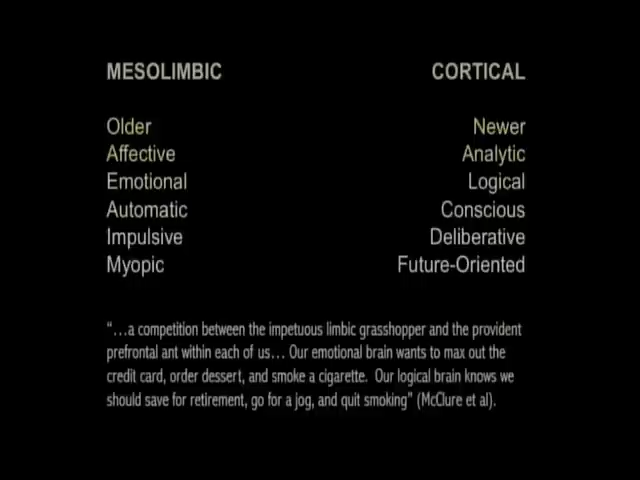 MESOLIMBIC CORTICAL
Older Newer
Affective Analytic
Emotional Logical
Automatic Conscious
Impulsive Deliberative
Myopic Future-Oriented
“…a competition between the impetuous limbic grasshopper and the provident
prefrontal ant within each of us… Our emotional brain wants to max out the
credit card, order dessert, and smoke a cigarette. Our logical brain knows we
should save for retirement, go for a jog, and quit smoking” (McClure et al).